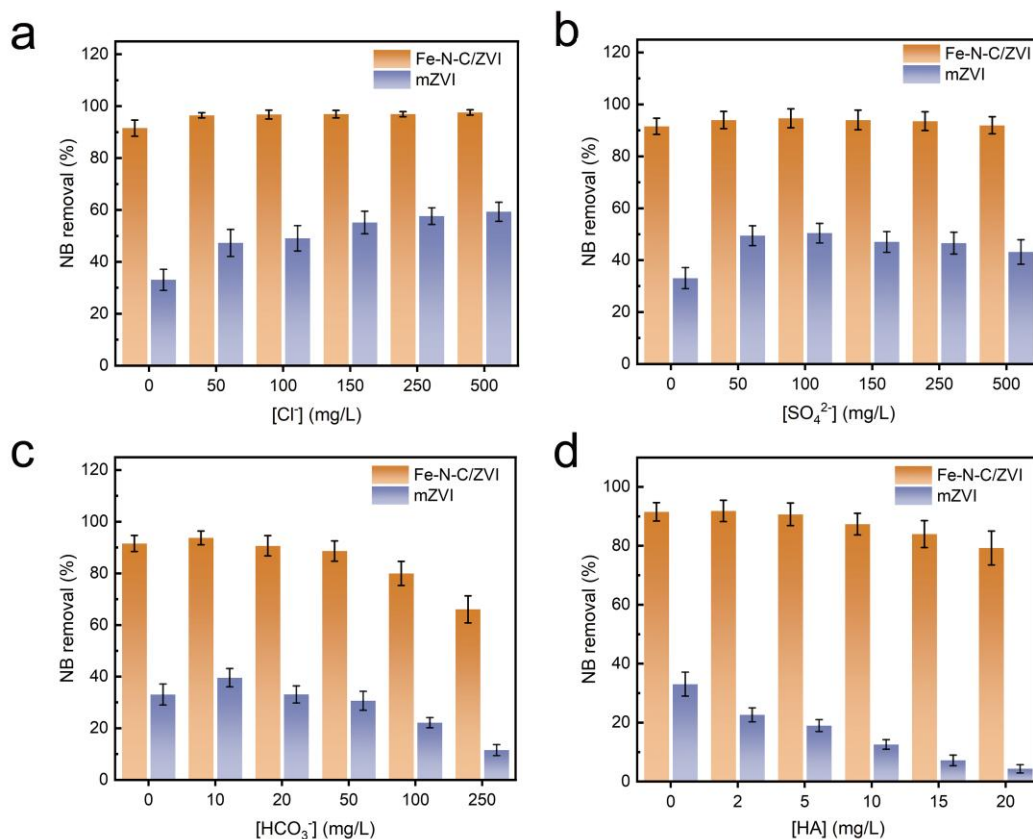 a
120
100
80
60
40
20
0
NB removal (%)
Fe-N-C/ZVI
mZVI
0 50 100 150 250 500
[Cl⁻] (mg/L)
b
120
100
80
60
40
20
0
NB removal (%)
Fe-N-C/ZVI
mZVI
0 50 100 150 250 500
[SO₄²⁻] (mg/L)
c
120
100
80
60
40
20
0
NB removal (%)
Fe-N-C/ZVI
mZVI
0 10 20 50 100 250
[HCO₃⁻] (mg/L)
d
100
80
60
40
20
0
NB removal (%)
Fe-N-C/ZVI
mZVI
0 2 5 10 15 20
[HA] (mg/L)